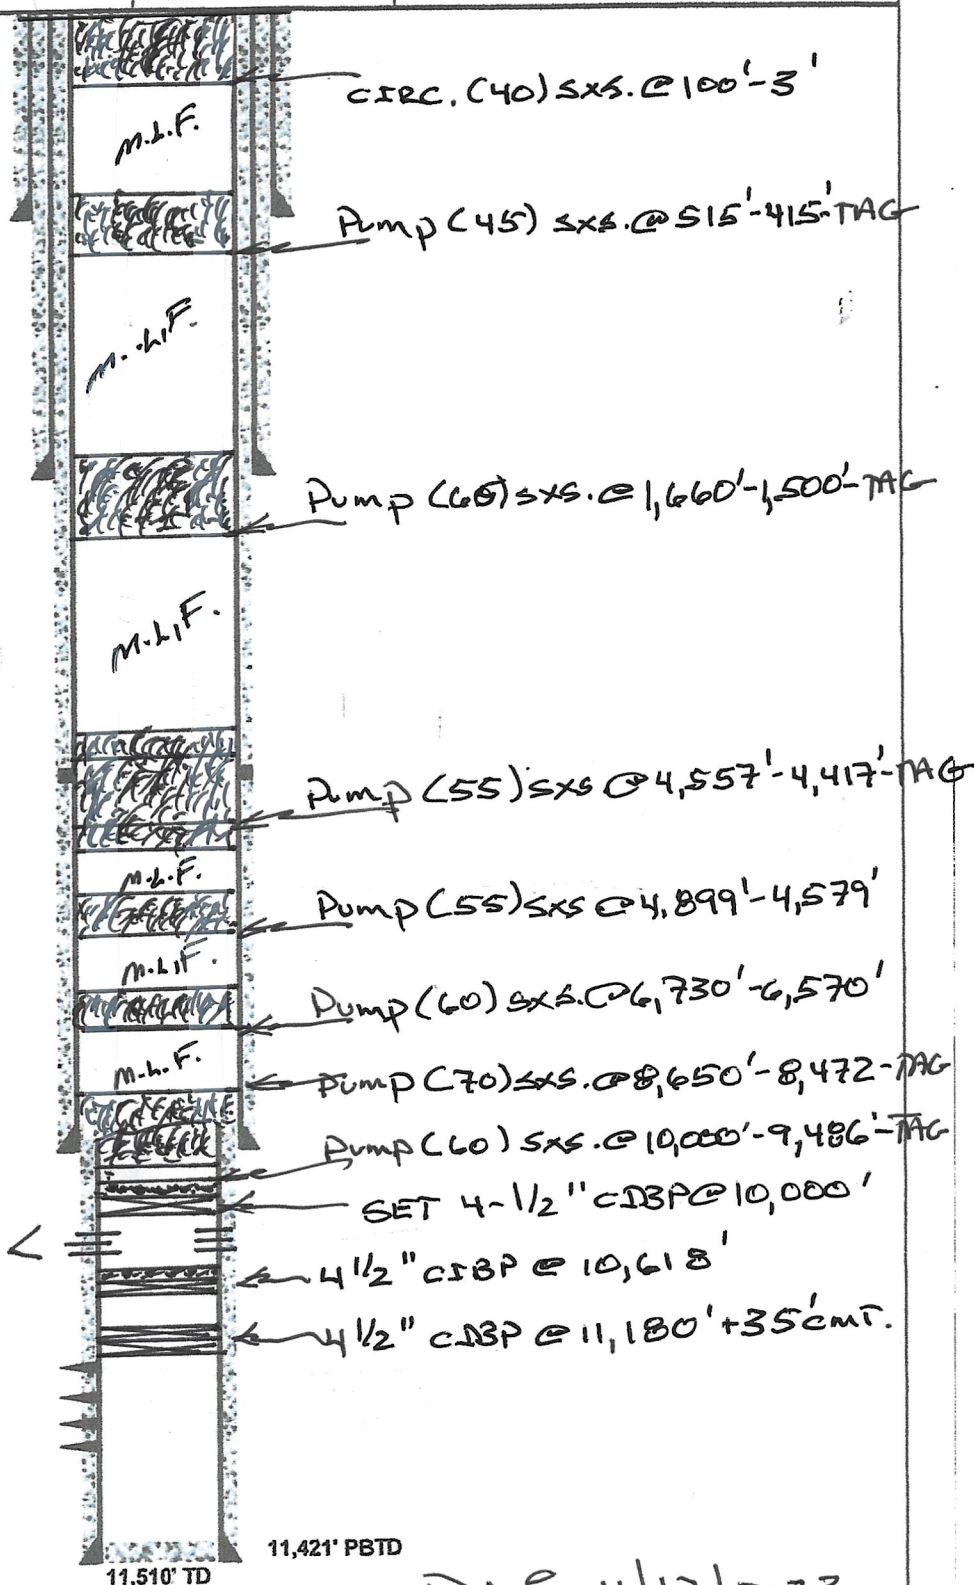 CIRC. (40) SXS. @ 100'-3'
M.L.F.
Pump (45) SXS. @ 515'-415'-TAG
M.L.F.
Pump (60) SXS. @ 1,660'-1,500'-TAG
M.L.F.
Pump (55) SXS @ 4,557'-4,417'-TAG
M.L.F.
Pump (55) SXS @ 4,899'-4,579'
M.L.F.
Pump (60) SXS. @ 6,730'-6,570'
M.L.F.
Pump (70) SXS. @ 8,650'-8,472-TAG
Pump (60) SXS. @ 10,000'-9,486'-TAG
SET 4-1/2" CIBP @ 10,000'
4 1/2" CIBP @ 10,618'
4 1/2" CIBP @ 11,180' +35' CMT.
11,421' PBTD
11,510' TD